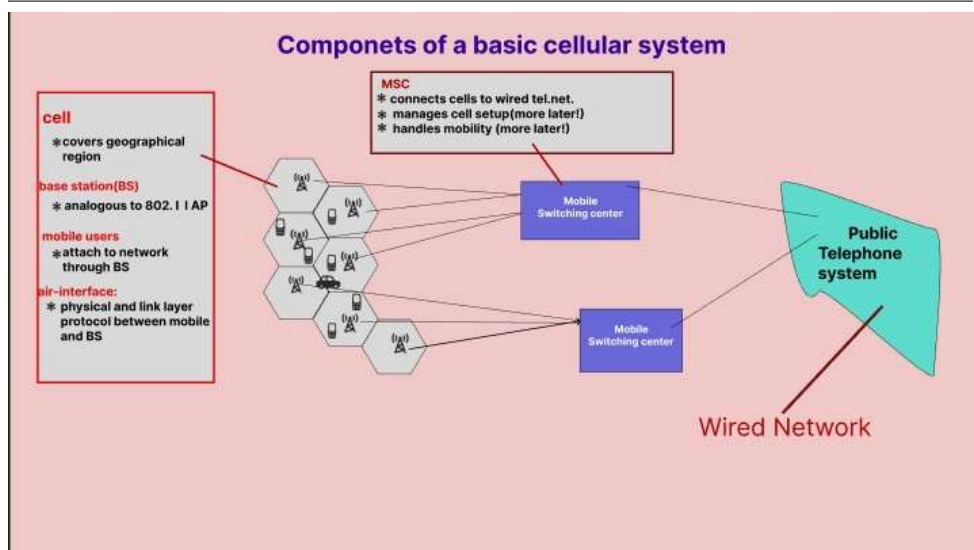 Componets of a basic cellular system
MSC
* connects cells to wired tel.net.
* manages cell setup(more later!)
* handles mobility (more later!)
cell
* covers geographical
region
base station(BS)
* analogous to 802. I I AP
mobile users
* attach to network
through BS
air-interface:
* physical and link layer
protocol between mobile
and BS
Mobile
Switching center
Mobile
Switching center
Public
Telephone
system
Wired Network